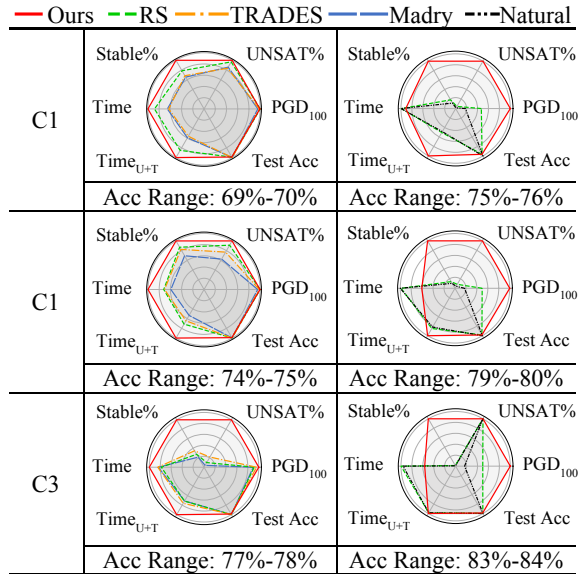 Ours RS TRADES Madry Natural
Stable% UNSAT% Stable% UNSAT%
C1 Time PGD100 Time PGD100
TimeU+T Test Acc TimeU+T Test Acc
Acc Range: 69%-70% Acc Range: 75%-76%
Stable% UNSAT% Stable% UNSAT%
C1 Time PGD100 Time PGD100
TimeU+T Test Acc TimeU+T Test Acc
Acc Range: 74%-75% Acc Range: 79%-80%
Stable% UNSAT% Stable% UNSAT%
C3 Time PGD100 Time PGD100
TimeU+T Test Acc TimeU+T Test Acc
Acc Range: 77%-78% Acc Range: 83%-84%